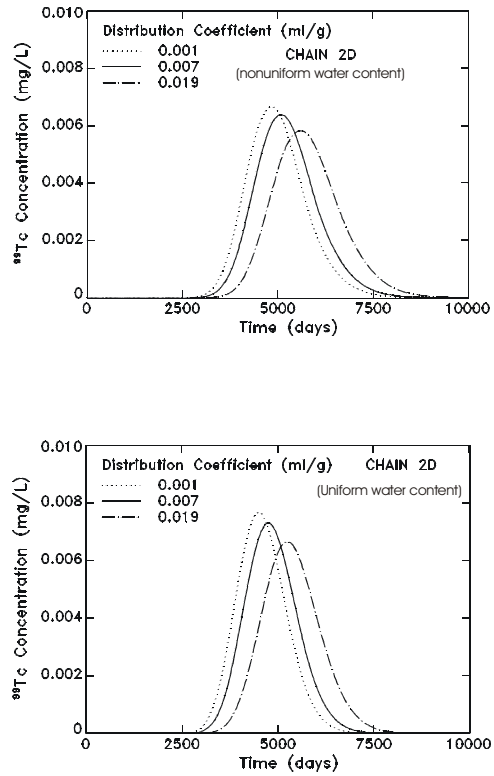 Distribution Coefficient (ml/g)
0.001
0.007
0.019
CHAIN 2D
(nonuniform water content)
0.010
0.008
0.006
0.004
0.002
0
⁹⁹Tc Concentration (mg/L)
0 2500 5000 7500 10000
Time (days)
Distribution Coefficient (ml/g)
0.001
0.007
0.019
CHAIN 2D
(Uniform water content)
0.010
0.008
0.006
0.004
0.002
0
⁹⁹Tc Concentration (mg/L)
0 2500 5000 7500 10000
Time (days)